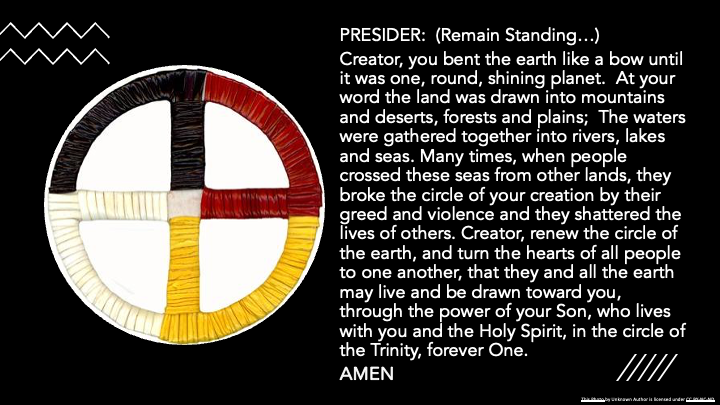 PRESIDER:  (Remain Standing…)
Creator, you bent the earth like a bow until
it was one, round, shining planet.  At your
word the land was drawn into mountains
and deserts, forests and plains;  The waters
were gathered together into rivers, lakes
and seas. Many times, when people
crossed these seas from other lands, they
broke the circle of your creation by their
greed and violence and they shattered the
lives of others. Creator, renew the circle of
the earth, and turn the hearts of all people
to one another, that they and all the earth
may live and be drawn toward you,
through the power of your Son, who lives
with you and the Holy Spirit, in the circle of
the Trinity, forever One.
AMEN
This Photo by Unknown Author is licensed under CC BY-NC-ND